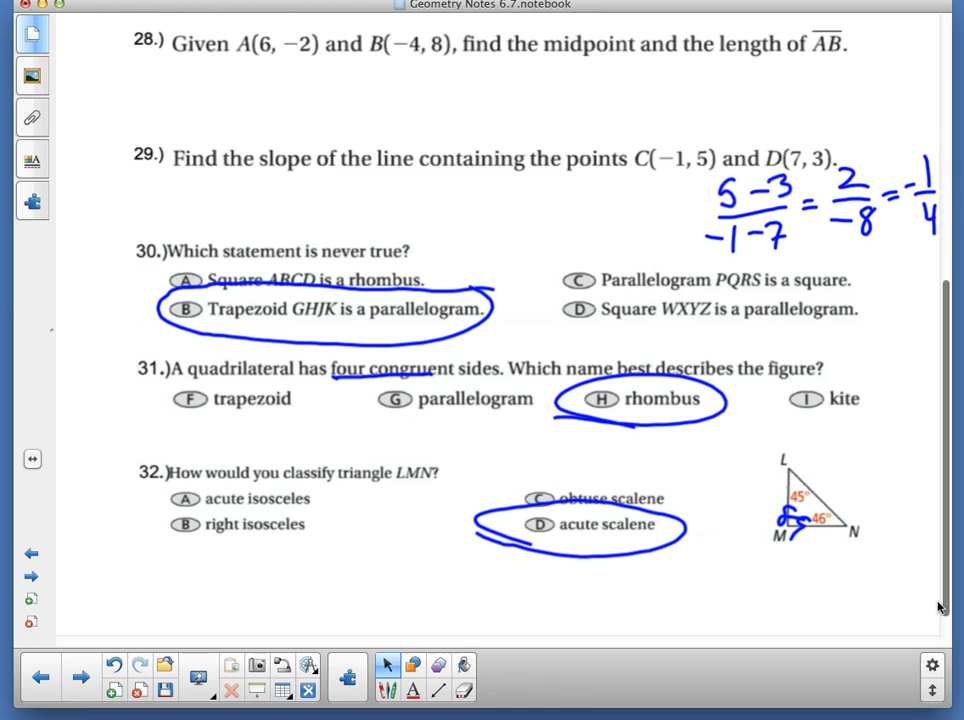 Geometry Notes 6.7.notebook
28.) Given A(6, −2) and B(−4, 8), find the midpoint and the length of A̅B̅.
29.) Find the slope of the line containing the points C(−1, 5) and D(7, 3).
5 − 3 / −1 − 7 = 2 / −8 = −1 / 4
30.)Which statement is never true?
A Square ABCD is a rhombus.
B Trapezoid GHJK is a parallelogram.
C Parallelogram PQRS is a square.
D Square WXYZ is a parallelogram.
31.)A quadrilateral has four congruent sides. Which name best describes the figure?
F trapezoid G parallelogram H rhombus I kite
32.)How would you classify triangle LMN?
A acute isosceles
B right isosceles
C obtuse scalene
D acute scalene
L
45°
46°
M N